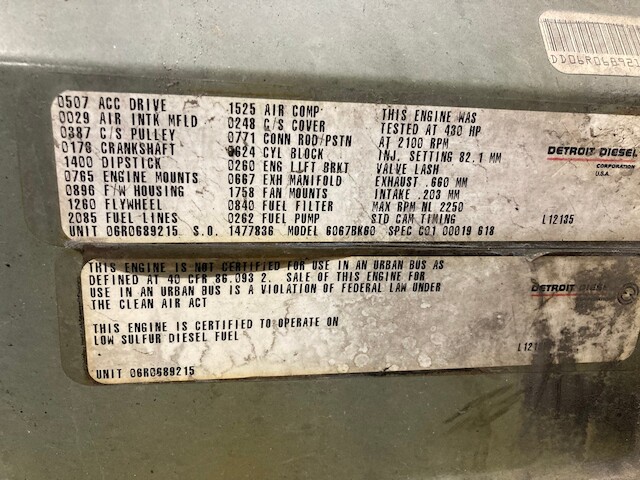 DD06R068921
0507 ACC DRIVE
0029 AIR INTK MFLD
0387 C/S PULLEY
0178 CRANKSHAFT
1400 DIPSTICK
0765 ENGINE MOUNTS
0896 F/W HOUSING
1260 FLYWHEEL
2085 FUEL LINES
1525 AIR COMP
0248 G/S COVER
0771 CONN ROD/PSTN
0624 CYL BLOCK
0260 ENG LIFT BRKT
0667 EXH MANIFOLD
1758 FAN MOUNTS
0840 FUEL FILTER
0262 FUEL PUMP
THIS ENGINE WAS
TESTED AT 430 HP
AT 2100 RPM
INJ. SETTING 82.1 MM
VALVE LASH
EXHAUST .660 MM
INTAKE .203 MM
MAX RPM NL 2250
STD CAM TIMING
DETROIT DIESEL
CORPORATION
U.S.A.
L12135
UNIT 06R0689215 S.O. 1477836 MODEL 6067BK60 SPEC C01 00019 618
THIS ENGINE IS NOT CERTIFIED FOR USE IN AN URBAN BUS AS
DEFINED AT 40 CFR 86.093 2. SALE OF THIS ENGINE FOR
USE IN AN URBAN BUS IS A VIOLATION OF FEDERAL LAW UNDER
THE CLEAN AIR ACT
THIS ENGINE IS CERTIFIED TO OPERATE ON
LOW SULFUR DIESEL FUEL
DETROIT DIESEL
UNIT 06R0689215